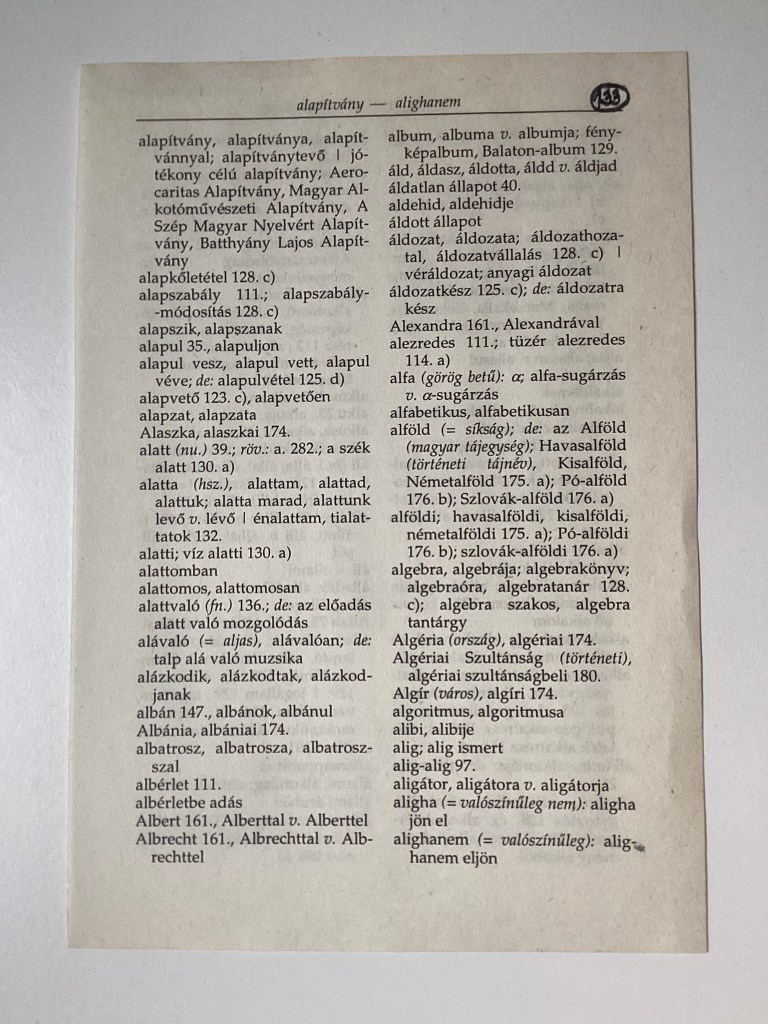 alapítvány — alighanem
138
alapítvány, alapítványa, alapít-
vánnyal; alapítványtevő | jó-
tékony célú alapítvány; Aero-
caritas Alapítvány, Magyar Al-
kotóművészeti Alapítvány, A
Szép Magyar Nyelvért Alapít-
vány, Batthyány Lajos Alapít-
vány
alapkőletétel 128. c)
alapszabály 111.; alapszabály-
-módosítás 128. c)
alapszik, alapszanak
alapul 35., alapuljon
alapul vesz, alapul vett, alapul
véve; de: alapulvétel 125. d)
alapvető 123. c), alapvetően
alapzat, alapzata
Alaszka, alaszkai 174.
alatt (nu.) 39.; röv.: a. 282.; a szék
alatt 130. a)
alatta (hsz.), alattam, alattad,
alattuk; alatta marad, alattunk
levő v. lévő | énalattam, tialat-
tatok 132.
alatti; víz alatti 130. a)
alattomban
alattomos, alattomosan
alattvaló (fn.) 136.; de: az előadás
alatt való mozgolódás
alávaló (= aljas), alávalóan; de:
talp alá való muzsika
alázkodik, alázkodtak, alázkod-
janak
albán 147., albánok, albánul
Albánia, albániai 174.
albatrosz, albatrosza, albatrosz-
szal
albérlet 111.
albérletbe adás
Albert 161., Alberttal v. Alberttel
Albrecht 161., Albrechttal v. Alb-
rechttel
album, albuma v. albumja; fény-
képalbum, Balaton-album 129.
áld, áldasz, áldotta, áldd v. áldjad
áldatlan állapot 40.
aldehid, aldehidje
áldott állapot
áldozat, áldozata; áldozathoza-
tal, áldozatvállalás 128. c) |
véráldozat; anyagi áldozat
áldozatkész 125. c); de: áldozatra
kész
Alexandra 161., Alexandrával
alezredes 111.; tüzér alezredes
114. a)
alfa (görög betű): α; alfa-sugárzás
v. α-sugárzás
alfabetikus, alfabetikusan
alföld (= síkság); de: az Alföld
(magyar tájegység); Havasalföld
(történeti tájnév), Kisalföld,
Németalföld 175. a); Pó-alföld
176. b); Szlovák-alföld 176. a)
alföldi; havasalföldi, kisalföldi,
németalföldi 175. a); Pó-alföldi
176. b); szlovák-alföldi 176. a)
algebra, algebrája; algebrakönyv;
algebraóra, algebratanár 128.
c); algebra szakos, algebra
tantárgy
Algéria (ország), algériai 174.
Algériai Szultánság (történeti),
algériai szultánságbeli 180.
Algír (város), algíri 174.
algoritmus, algoritmusa
alibi, alibije
alig; alig ismert
alig-alig 97.
aligátor, aligátora v. aligátorja
aligha (= valószínűleg nem): aligha
jön el
alighanem (= valószínűleg): alig-
hanem eljön